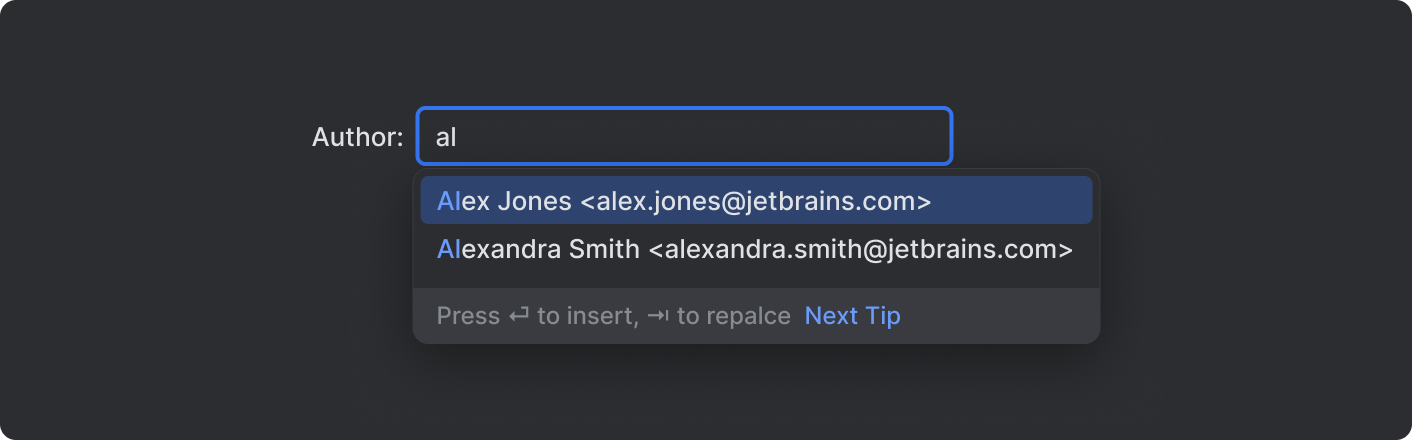 Author: al
Alex Jones <alex.jones@jetbrains.com>
Alexandra Smith <alexandra.smith@jetbrains.com>
Press ↵ to insert, ⇥ to repalce Next Tip